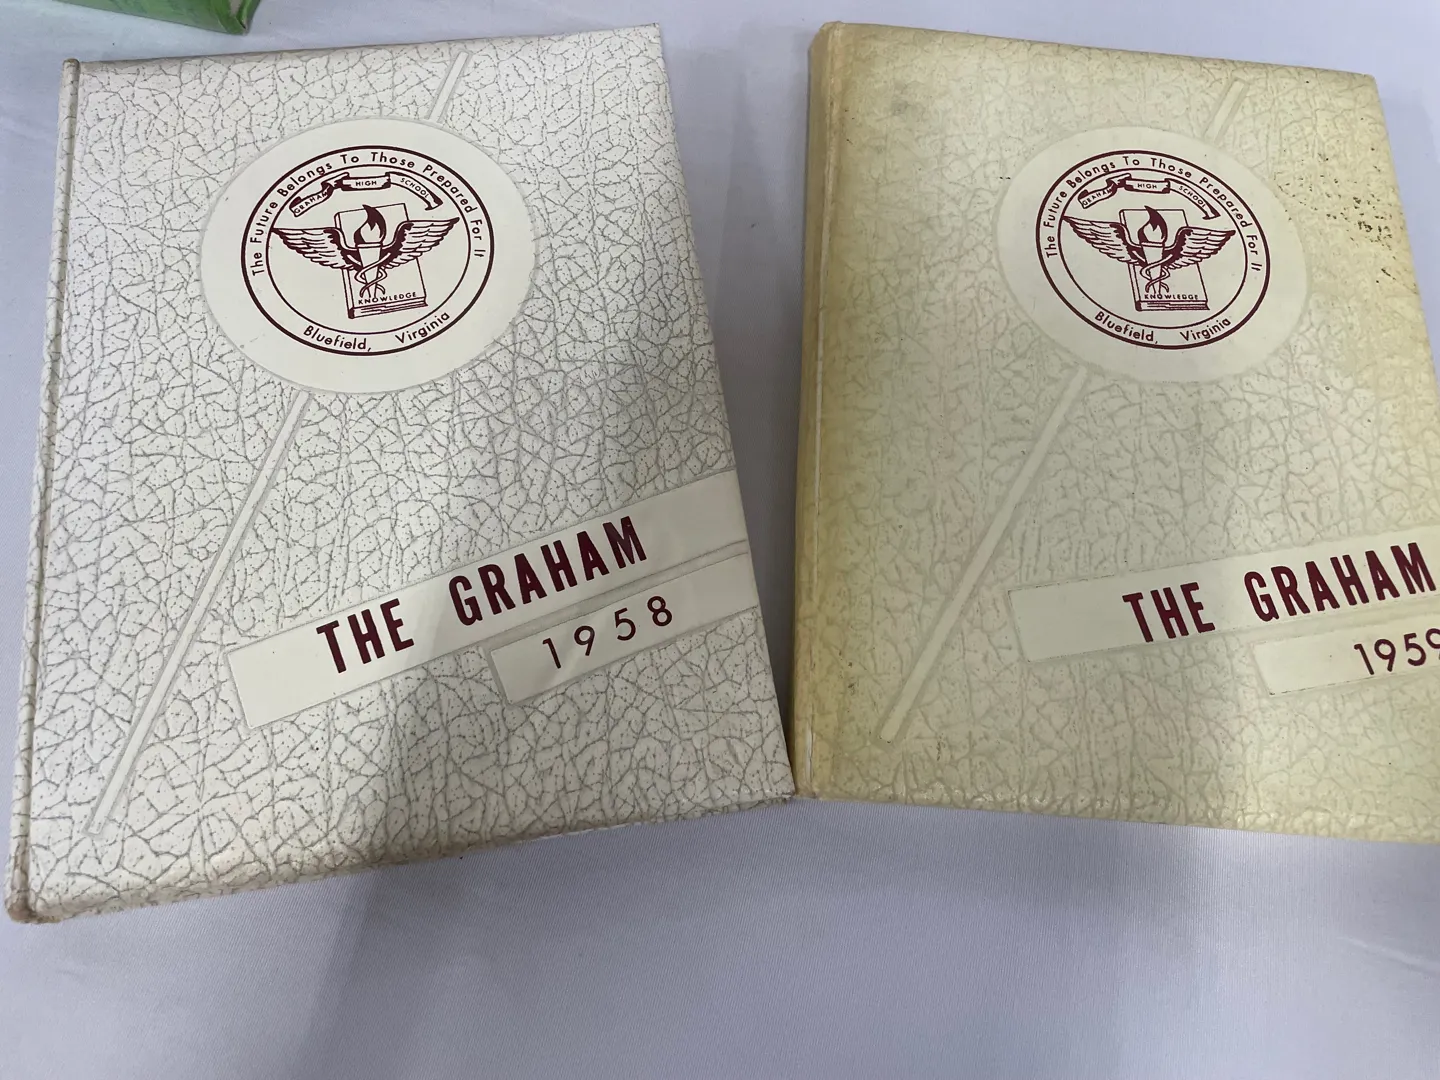 The Future Belongs To Those Prepared For It
GRAHAM HIGH SCHOOL
KNOWLEDGE
Bluefield, Virginia
THE GRAHAM
1958
The Future Belongs To Those Prepared For It
GRAHAM HIGH SCHOOL
KNOWLEDGE
Bluefield, Virginia
THE GRAHAM
1959